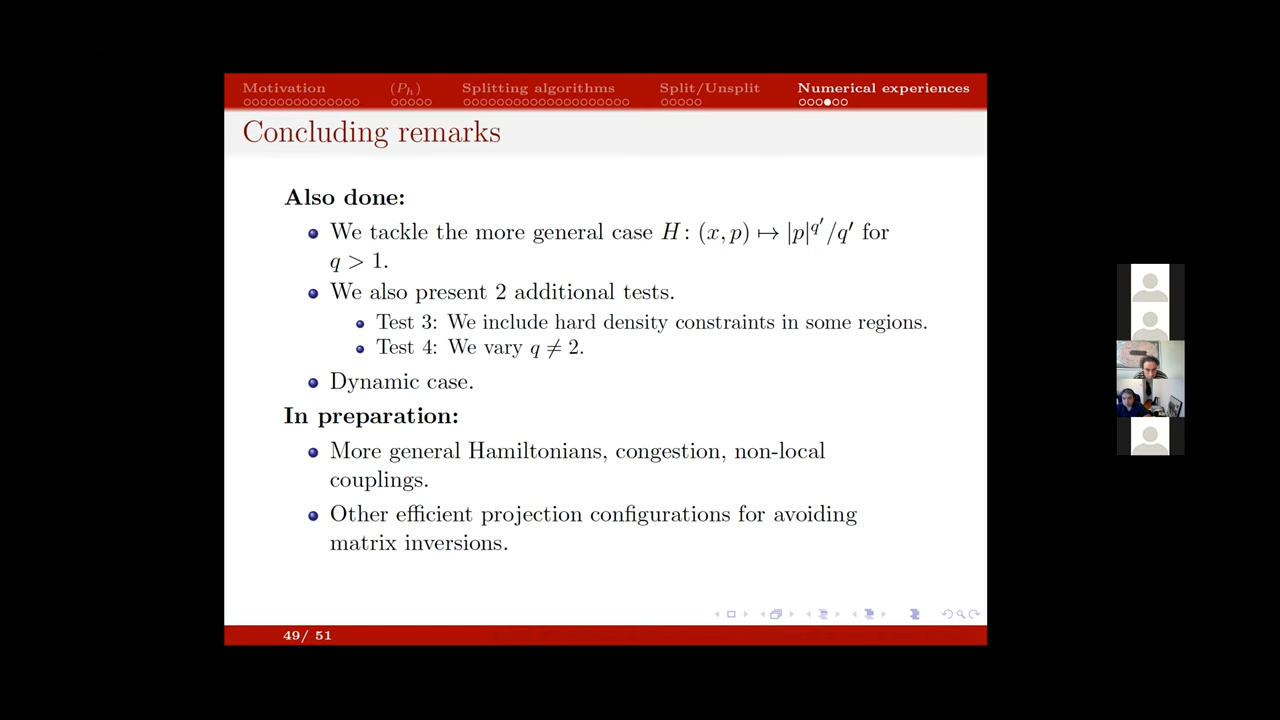 Motivation (Pₕ) Splitting algorithms Split/Unsplit Numerical experiences
Concluding remarks
Also done:
We tackle the more general case H: (x, p) ↦ |p|^{q′}/q′ for
q > 1.
We also present 2 additional tests.
Test 3: We include hard density constraints in some regions.
Test 4: We vary q ≠ 2.
Dynamic case.
In preparation:
More general Hamiltonians, congestion, non-local
couplings.
Other efficient projection configurations for avoiding
matrix inversions.
49/ 51